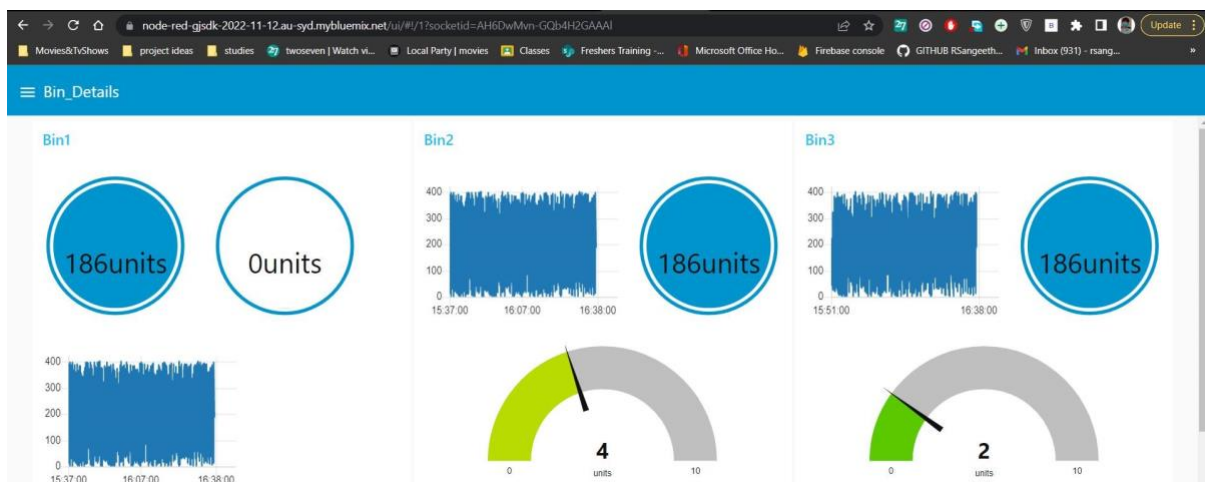 node-red-gjsdk-2022-11-12.au-syd.mybluemix.net/ui/#!/1?socketid=AH6DwMvn-GQb4H2GAAAl
Update
Movies&TvShows project ideas studies twoseven | Watch vi... Local Party | movies Classes Freshers Training -... Microsoft Office Ho... Firebase console GITHUB RSangeeth... Inbox (931) - rsang... »
Bin_Details
Bin1
186units
0units
400
300
200
100
0
15:37:00 16:07:00 16:38:00
Bin2
400
300
200
100
0
15:37:00 16:07:00 16:38:00
186units
4
units
0 10
Bin3
400
300
200
100
0
15:51:00 16:38:00
186units
2
units
0 10